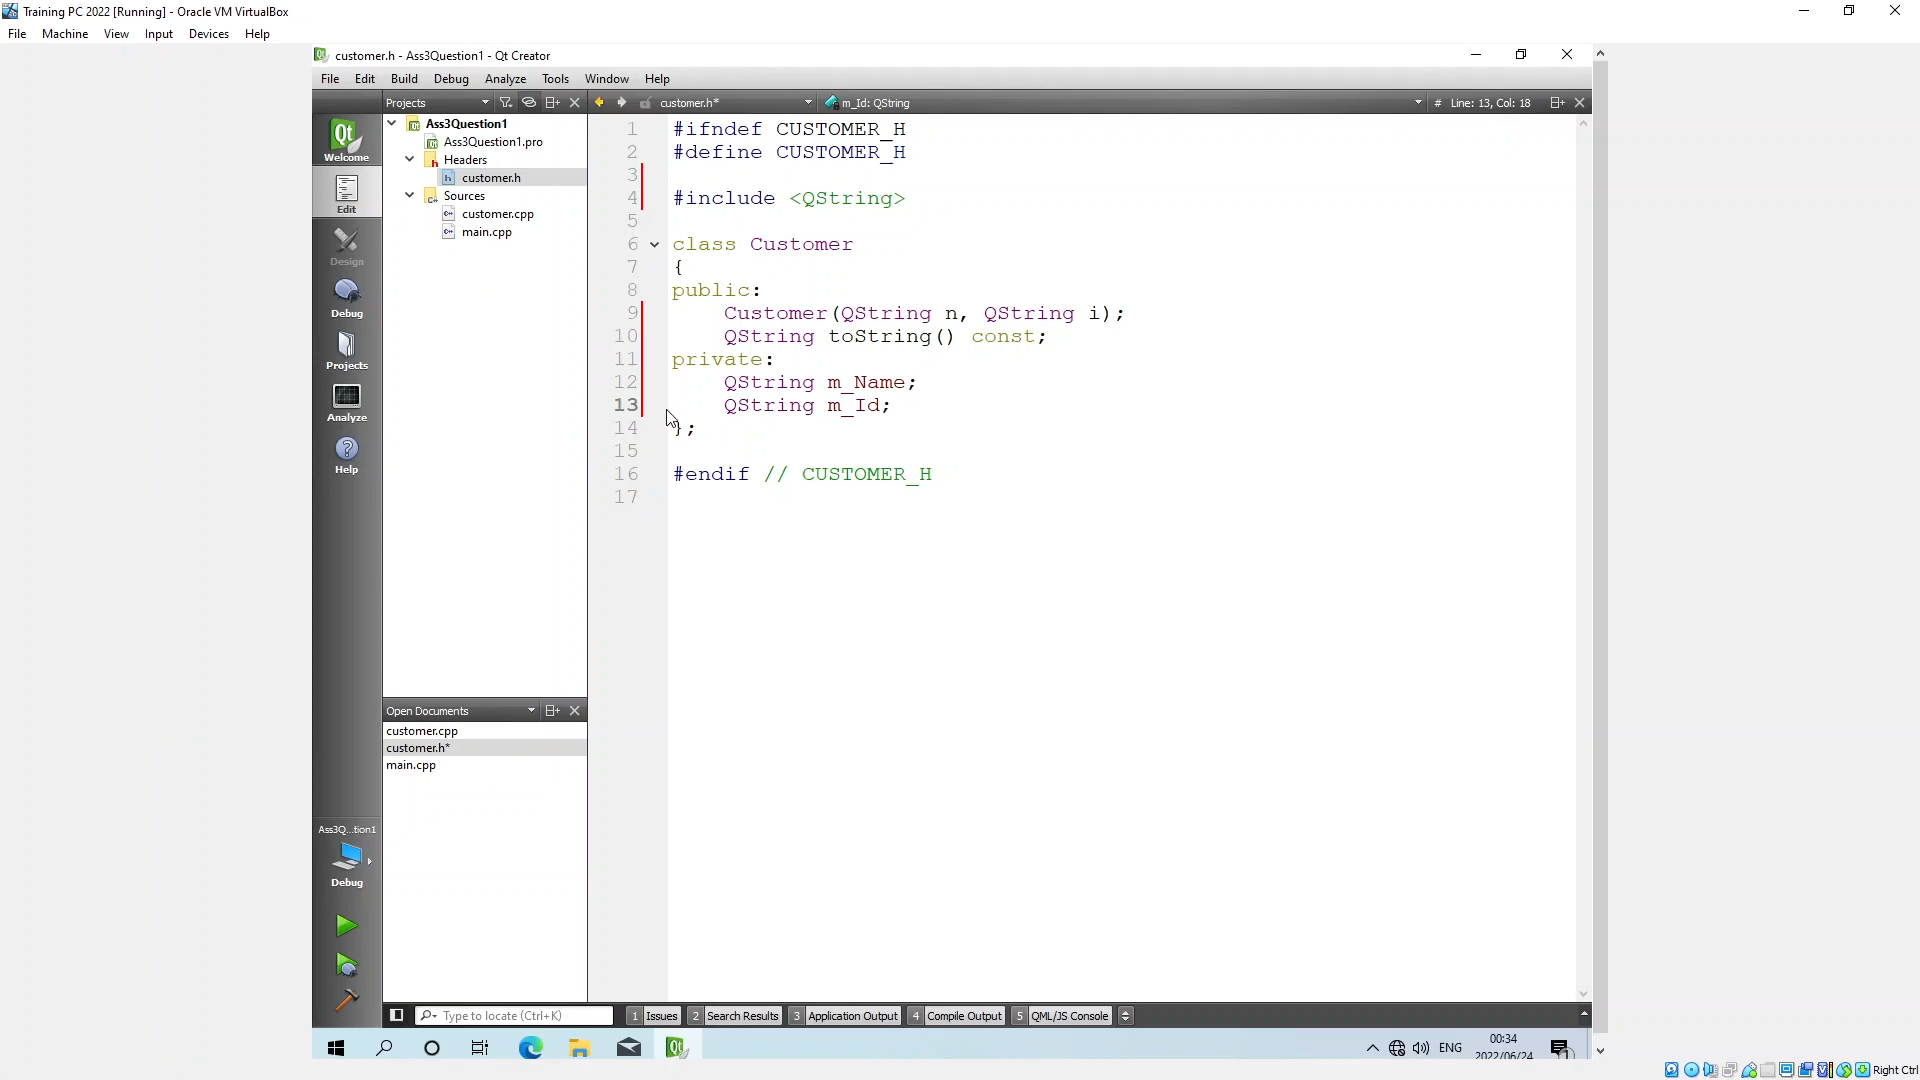 Training PC 2022 [Running] - Oracle VM VirtualBox
File Machine View Input Devices Help
customer.h - Ass3Question1 - Qt Creator
File Edit Build Debug Analyze Tools Window Help
Projects
customer.h*
m_Id: QString
# Line: 13, Col: 18
Welcome
Edit
Design
Debug
Projects
Analyze
Help
Ass3Question1
Ass3Question1.pro
Headers
customer.h
Sources
customer.cpp
main.cpp
1 #ifndef CUSTOMER_H
2 #define CUSTOMER_H
3
4 #include <QString>
5
6 class Customer
7 {
8 public:
9 Customer(QString n, QString i);
10 QString toString() const;
11 private:
12 QString m_Name;
13 QString m_Id;
14 };
15
16 #endif // CUSTOMER_H
17
Open Documents
customer.cpp
customer.h*
main.cpp
Ass3Q...tion1
Debug
Type to locate (Ctrl+K)
1 Issues 2 Search Results 3 Application Output 4 Compile Output 5 QML/JS Console
ENG
00:34
2022/06/24
1
Right Ctrl